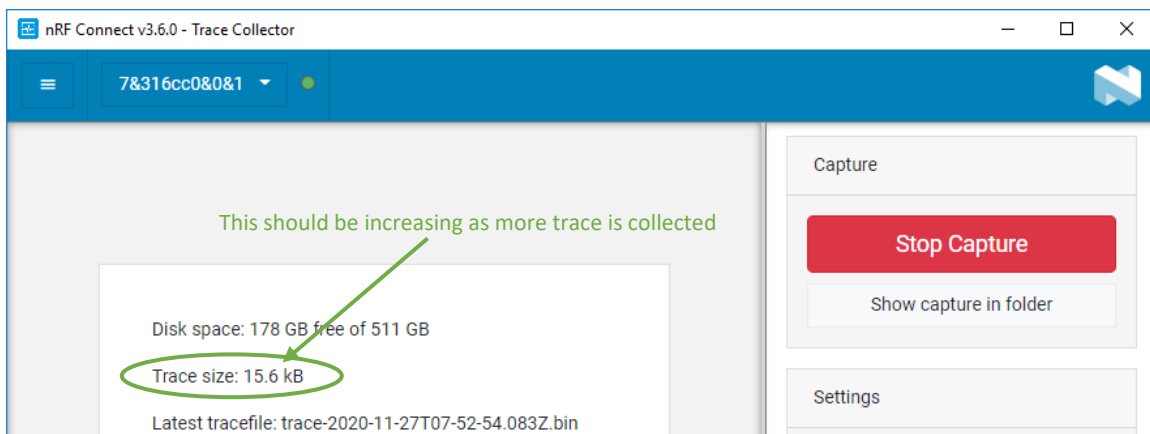 nRF Connect v3.6.0 - Trace Collector
7&316cc0&0&1
Capture
This should be increasing as more trace is collected
Stop Capture
Show capture in folder
Disk space: 178 GB free of 511 GB
Trace size: 15.6 kB
Settings
Latest tracefile: trace-2020-11-27T07-52-54.083Z.bin